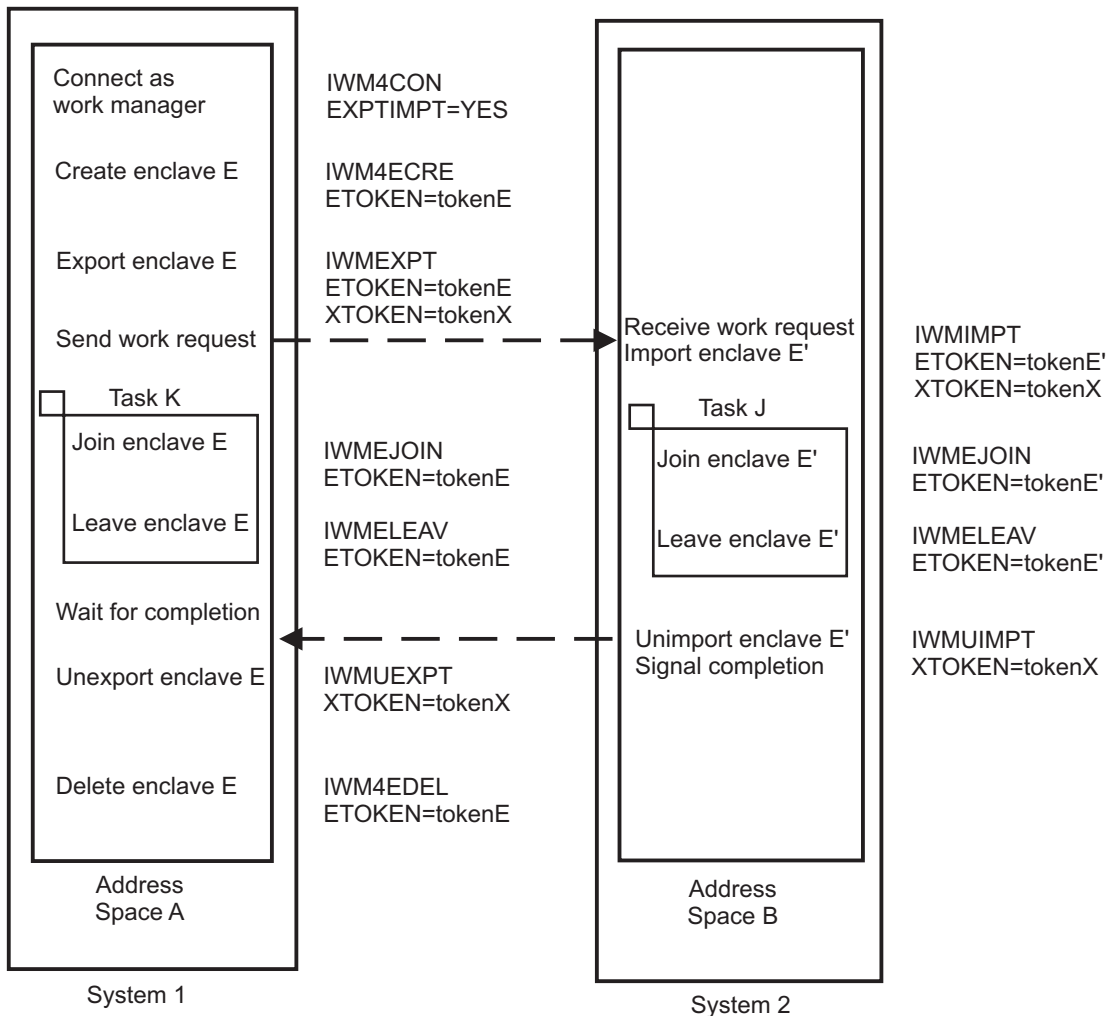 Connect as
work manager
IWM4CON
EXPTIMPT=YES
Create enclave E
IWM4ECRE
ETOKEN=tokenE
Export enclave E
IWMEXPT
ETOKEN=tokenE
XTOKEN=tokenX
Send work request
Receive work request
Import enclave E'
IWMIMPT
ETOKEN=tokenE'
XTOKEN=tokenX
Task K
Join enclave E
IWMEJOIN
ETOKEN=tokenE
Leave enclave E
IWMELEAV
ETOKEN=tokenE
Task J
Join enclave E'
IWMEJOIN
ETOKEN=tokenE'
Leave enclave E'
IWMELEAV
ETOKEN=tokenE'
Wait for completion
Unimport enclave E'
Signal completion
IWMUIMPT
XTOKEN=tokenX
Unexport enclave E
IWMUEXPT
XTOKEN=tokenX
Delete enclave E
IWM4EDEL
ETOKEN=tokenE
Address
Space A
Address
Space B
System 1
System 2